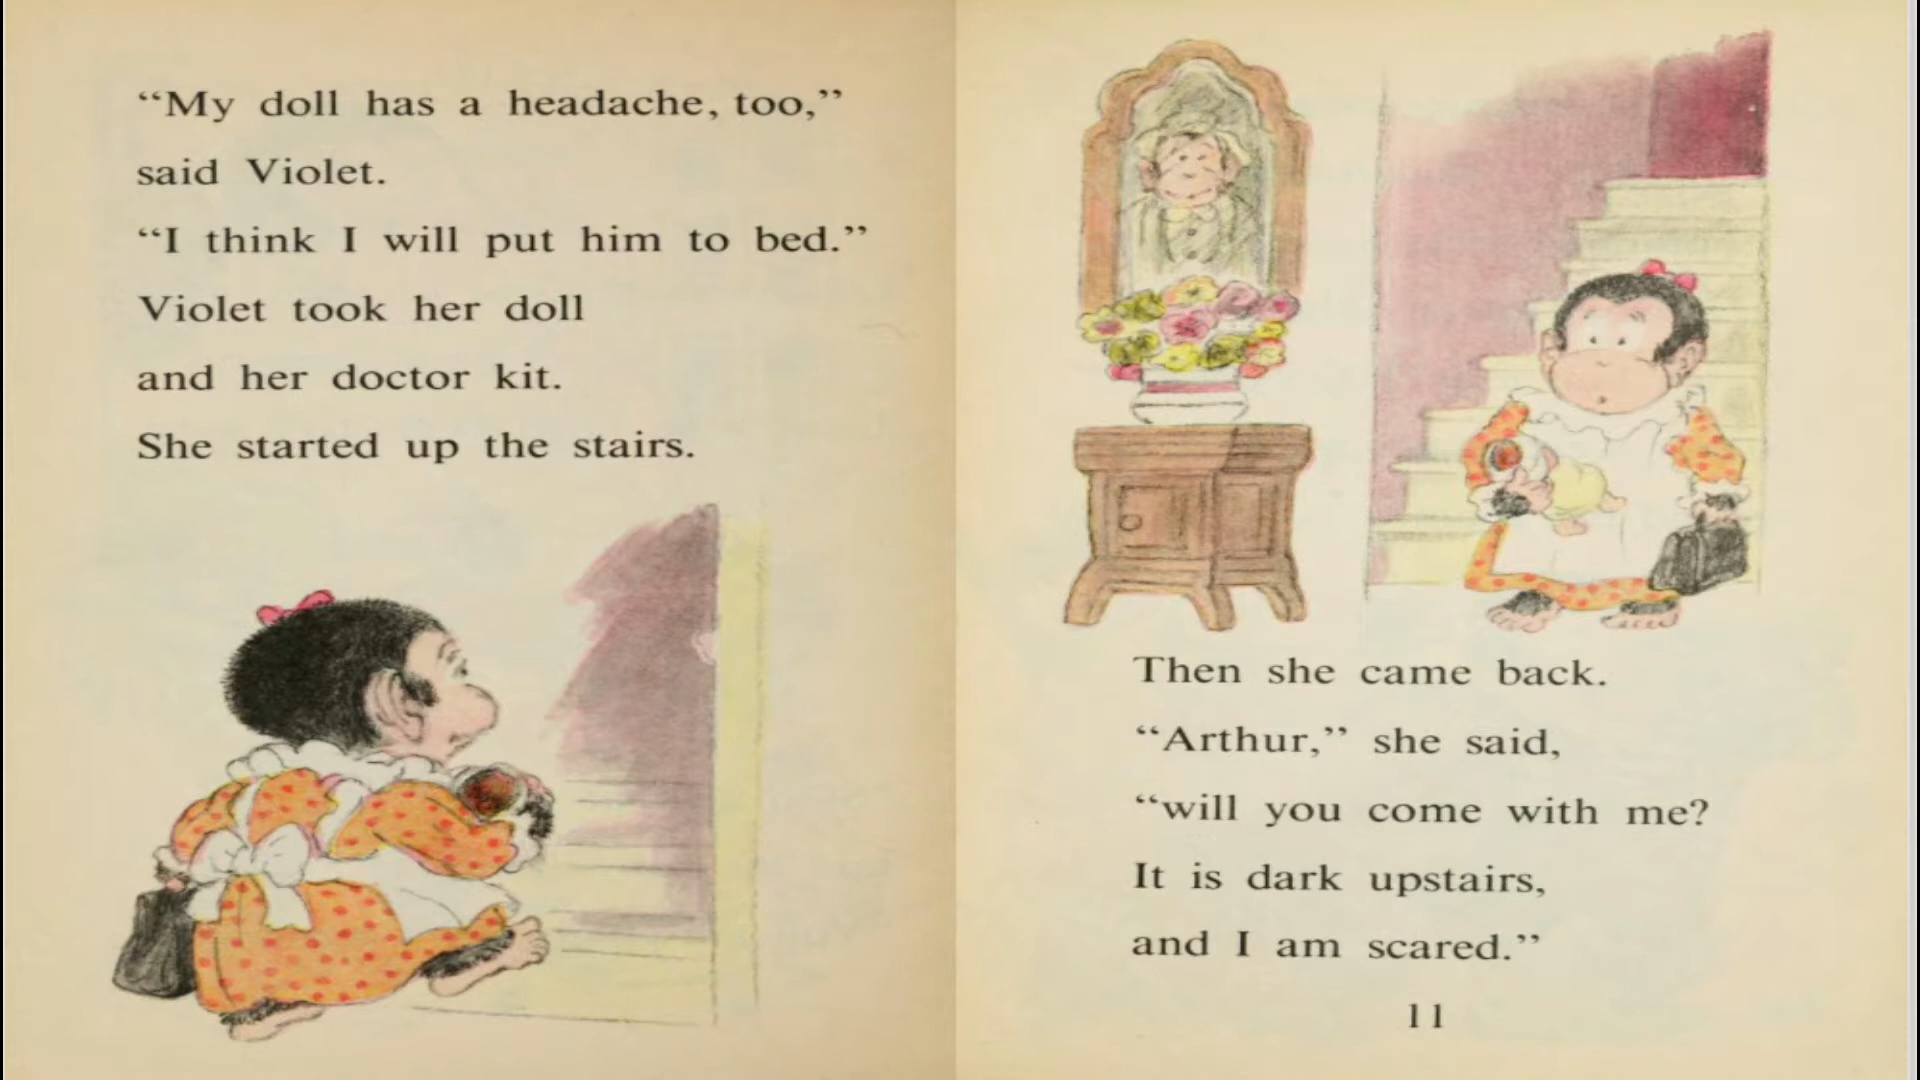 “My doll has a headache, too,”
said Violet.
“I think I will put him to bed.”
Violet took her doll
and her doctor kit.
She started up the stairs.
Then she came back.
“Arthur,” she said,
“will you come with me?
It is dark upstairs,
and I am scared.”
11